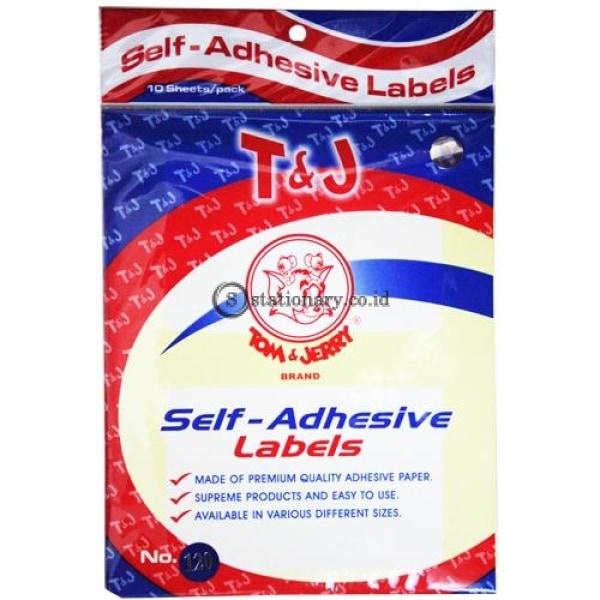 Self-Adhesive Labels
10 Sheets/pack
T&J
stationary.co.id
TOM & JERRY ®
BRAND
Self-Adhesive
Labels
MADE OF PREMIUM QUALITY ADHESIVE PAPER.
SUPREME PRODUCTS AND EASY TO USE.
AVAILABLE IN VARIOUS DIFFERENT SIZES.
No. 120